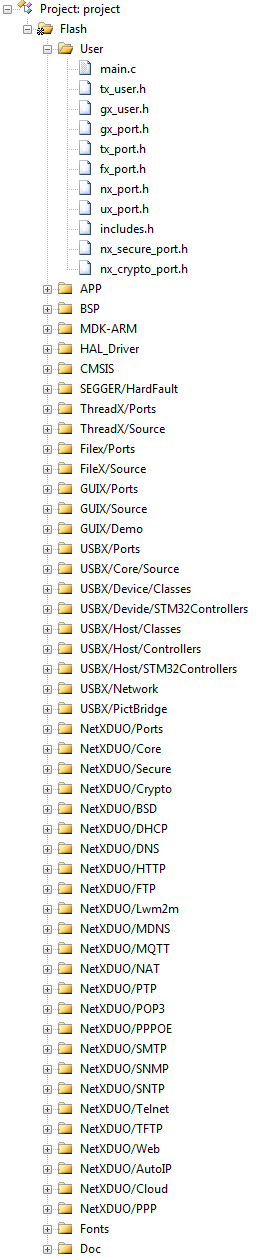 Project: project
Flash
User
main.c
tx_user.h
gx_user.h
gx_port.h
tx_port.h
fx_port.h
nx_port.h
ux_port.h
includes.h
nx_secure_port.h
nx_crypto_port.h
APP
BSP
MDK-ARM
HAL_Driver
CMSIS
SEGGER/HardFault
ThreadX/Ports
ThreadX/Source
Filex/Ports
FileX/Source
GUIX/Ports
GUIX/Source
GUIX/Demo
USBX/Ports
USBX/Core/Source
USBX/Device/Classes
USBX/Devide/STM32Controllers
USBX/Host/Classes
USBX/Host/Controllers
USBX/Host/STM32Controllers
USBX/Network
USBX/PictBridge
NetXDUO/Ports
NetXDUO/Core
NetXDUO/Secure
NetXDUO/Crypto
NetXDUO/BSD
NetXDUO/DHCP
NetXDUO/DNS
NetXDUO/HTTP
NetXDUO/FTP
NetXDUO/Lwm2m
NetXDUO/MDNS
NetXDUO/MQTT
NetXDUO/NAT
NetXDUO/PTP
NetXDUO/POP3
NetXDUO/PPPOE
NetXDUO/SMTP
NetXDUO/SNMP
NetXDUO/SNTP
NetXDUO/Telnet
NetXDUO/TFTP
NetXDUO/Web
NetXDUO/AutoIP
NetXDUO/Cloud
NetXDUO/PPP
Fonts
Doc